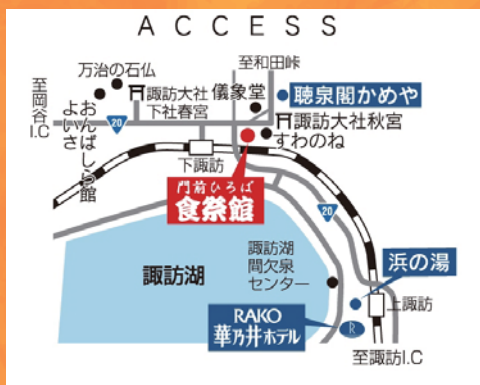 ACCESS
至和田峠
万治の石仏
儀象堂
聴泉閣かめや
至岡谷I.C
おんばしら館
よいさ
20
諏訪大社
下社春宮
諏訪大社秋宮
すわのね
下諏訪
門前ひろば
食祭館
20
諏訪湖
諏訪湖
間欠泉
センター
浜の湯
上諏訪
RAKO
華乃井ホテル
R
至諏訪I.C